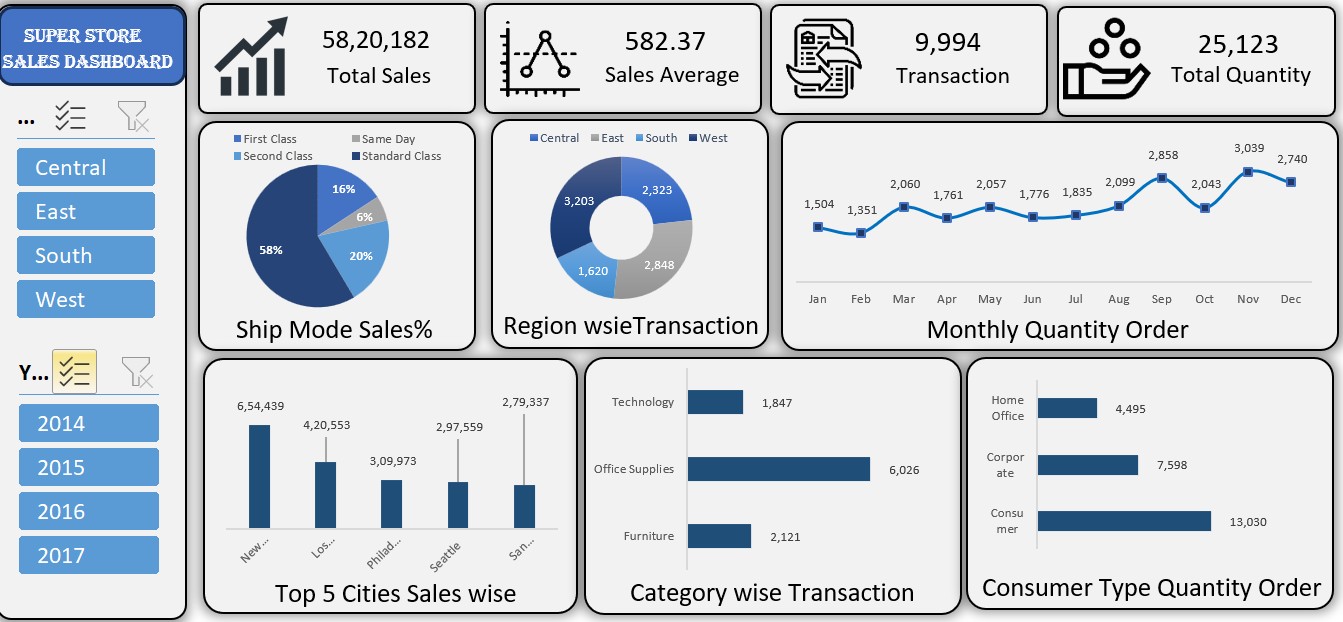 SUPER STORE
SALES DASHBOARD
...
Central
East
South
West
Y...
2014
2015
2016
2017
58,20,182
Total Sales
582.37
Sales Average
9,994
Transaction
25,123
Total Quantity
First Class
Same Day
Second Class
Standard Class
16%
6%
20%
58%
Ship Mode Sales%
Central
East
South
West
2,323
3,203
2,848
1,620
Region wsieTransaction
1,504
1,351
2,060
1,761
2,057
1,776
1,835
2,099
2,858
2,043
3,039
2,740
Jan
Feb
Mar
Apr
May
Jun
Jul
Aug
Sep
Oct
Nov
Dec
Monthly Quantity Order
6,54,439
4,20,553
3,09,973
2,97,559
2,79,337
New...
Los...
Philad...
Seattle
San...
Top 5 Cities Sales wise
Technology
1,847
Office Supplies
6,026
Furniture
2,121
Category wise Transaction
Home
Office
4,495
Corpor
ate
7,598
Consu
mer
13,030
Consumer Type Quantity Order